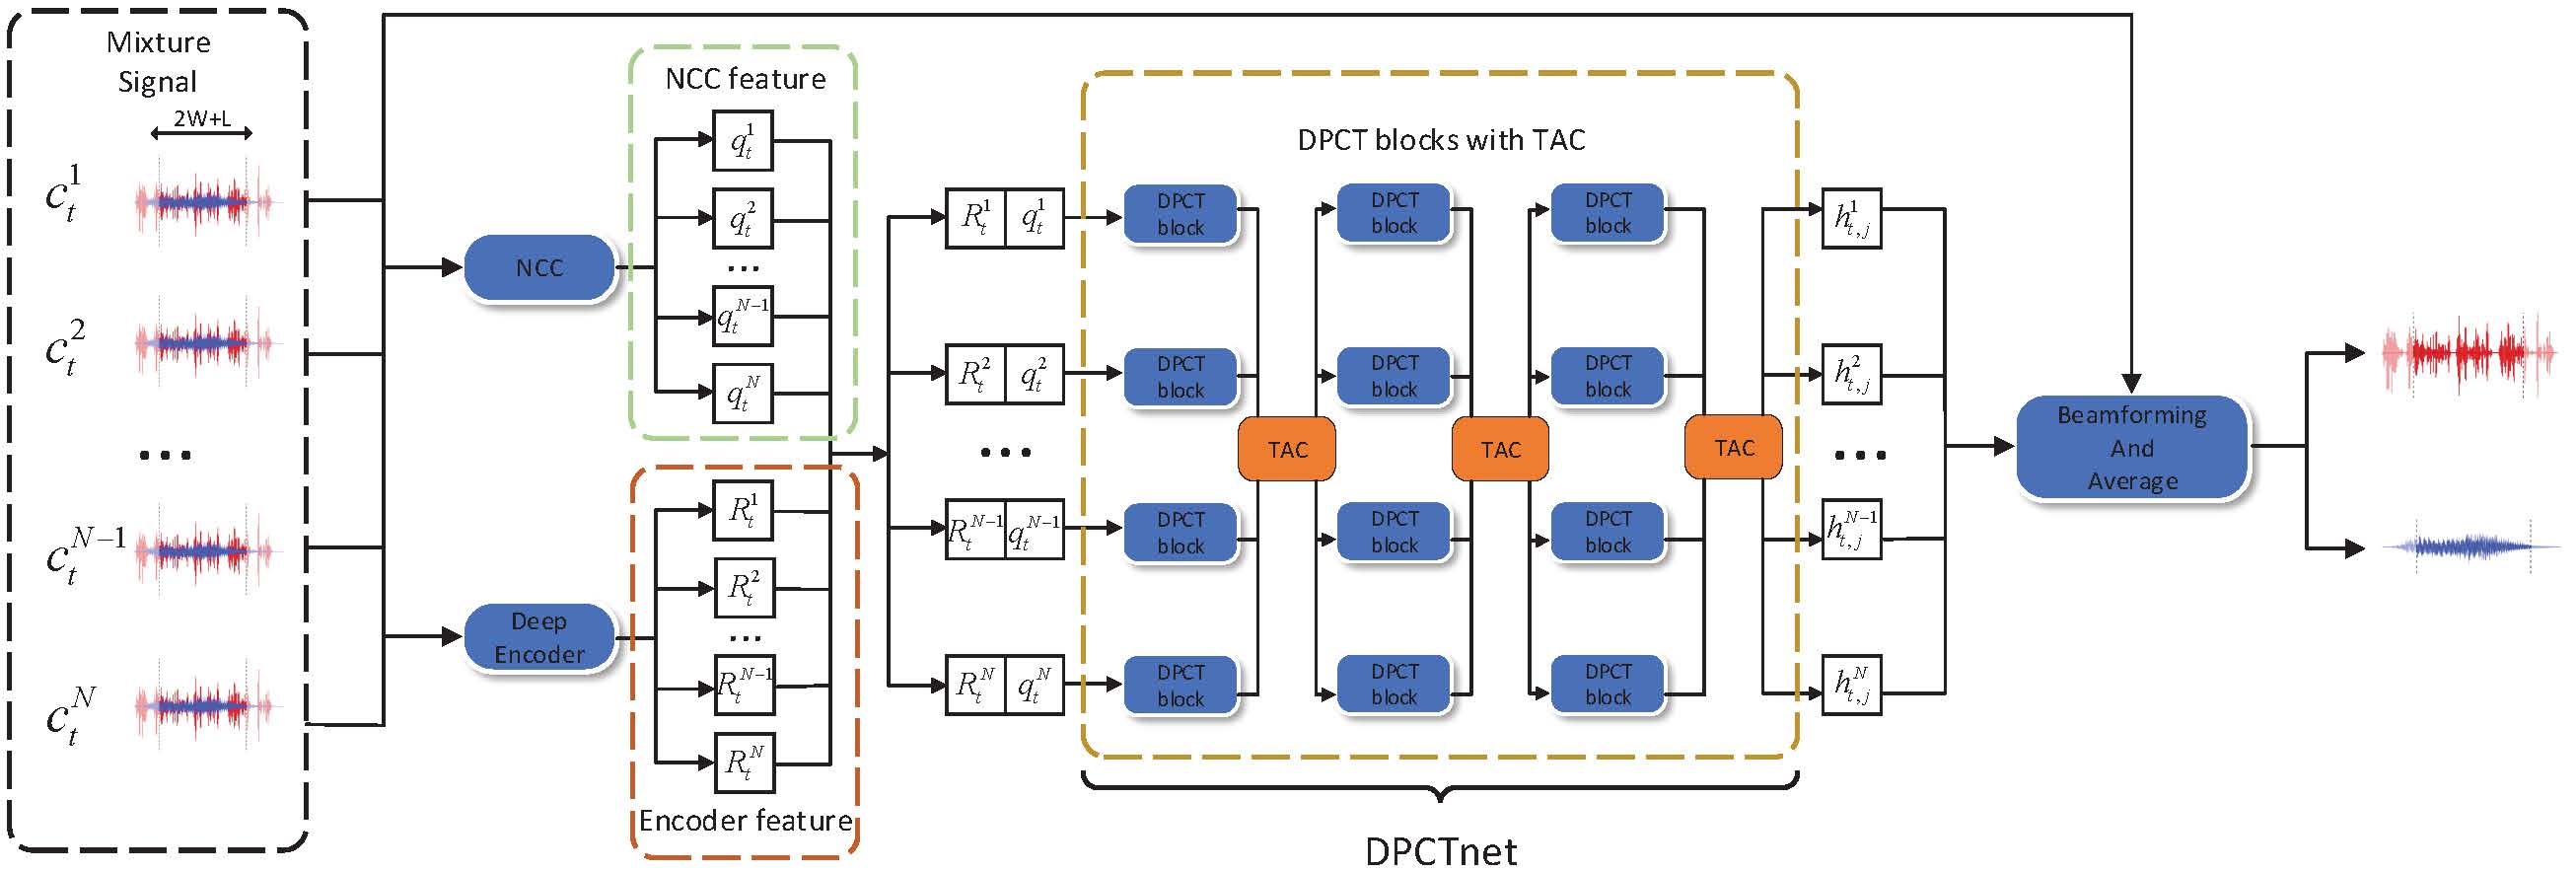 Mixture
Signal
2W+L
c_t^1
c_t^2
...
c_t^{N-1}
c_t^N
NCC
Deep
Encoder
NCC feature
q_t^1
q_t^2
...
q_t^{N-1}
q_t^N
R_t^1
R_t^2
...
R_t^{N-1}
R_t^N
Encoder feature
R_t^1 q_t^1
R_t^2 q_t^2
...
R_t^{N-1} q_t^{N-1}
R_t^N q_t^N
DPCT blocks with TAC
DPCT
block
DPCT
block
DPCT
block
DPCT
block
DPCT
block
DPCT
block
TAC
TAC
TAC
DPCT
block
DPCT
block
DPCT
block
DPCT
block
DPCT
block
DPCT
block
DPCTnet
h_{t,j}^1
h_{t,j}^2
...
h_{t,j}^{N-1}
h_{t,j}^N
Beamforming
And
Average